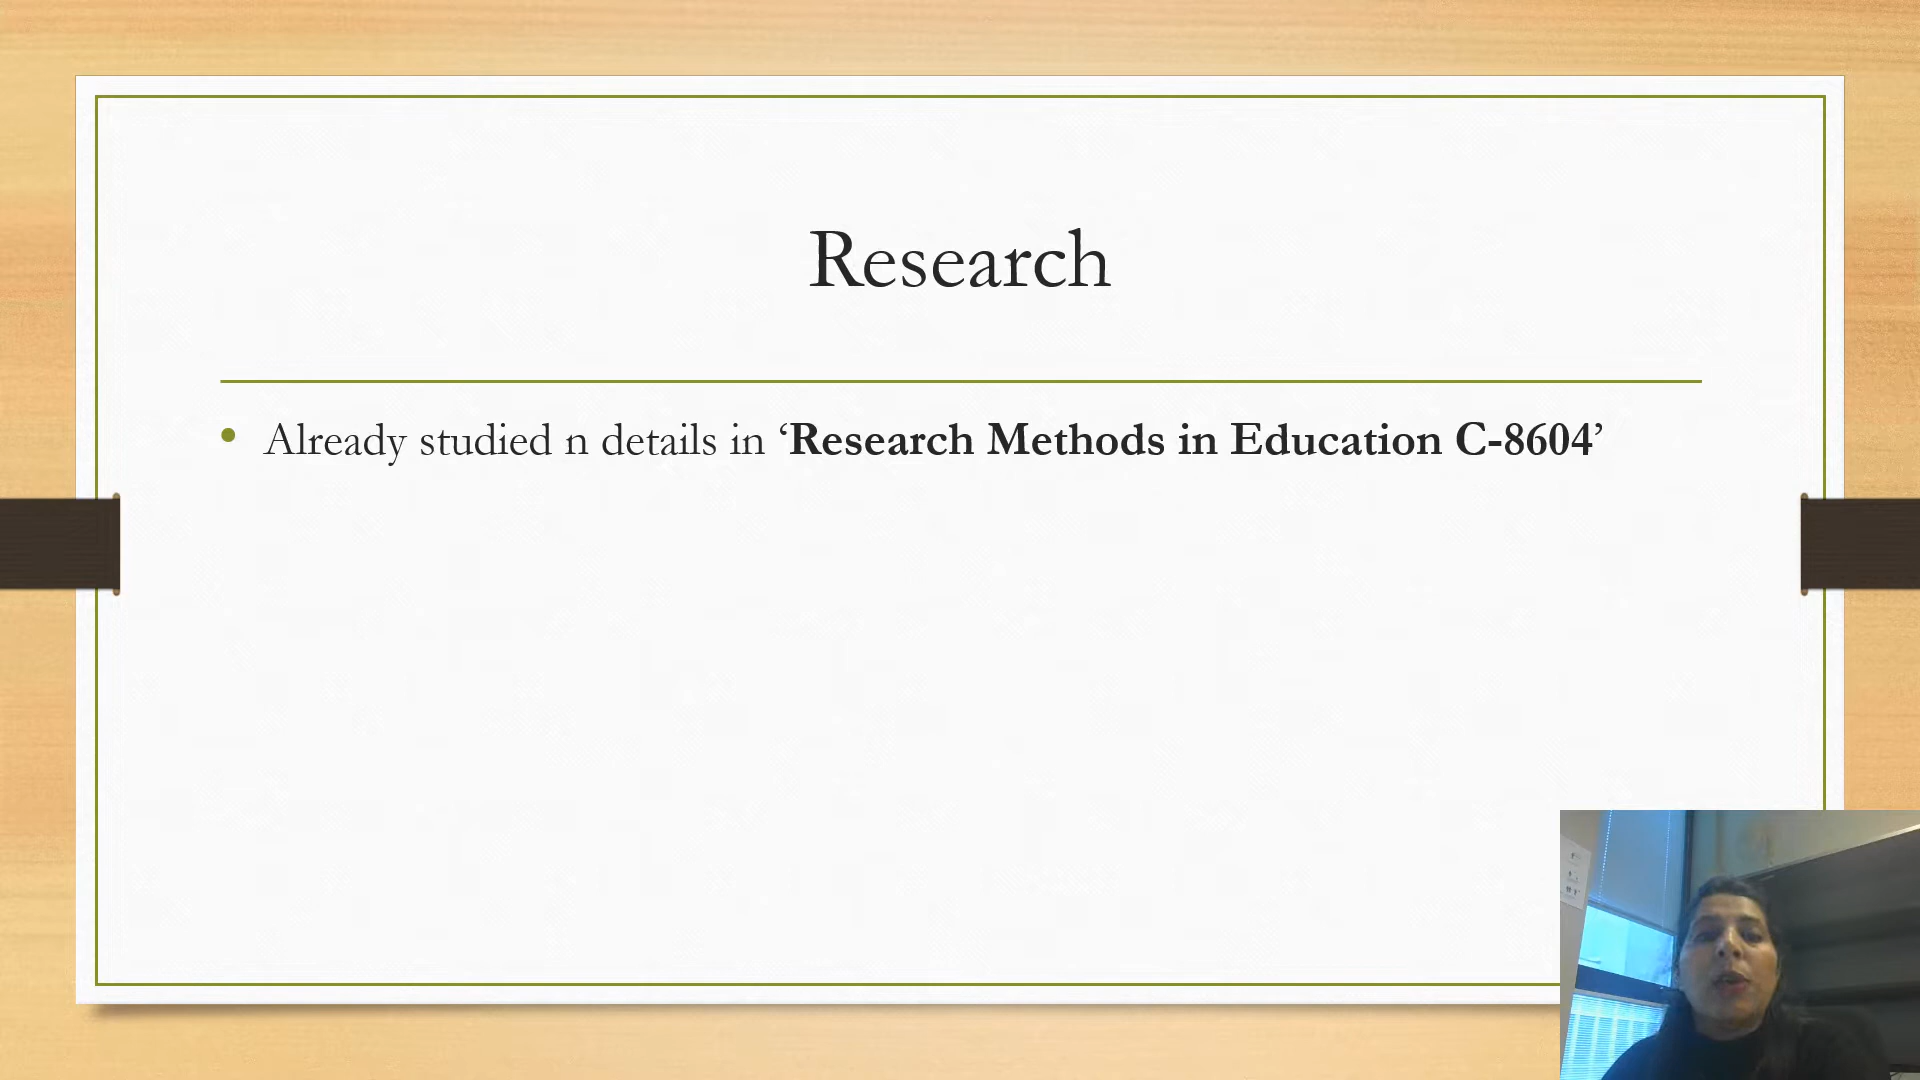 Research
• Already studied n details in ‘Research Methods in Education C-8604’